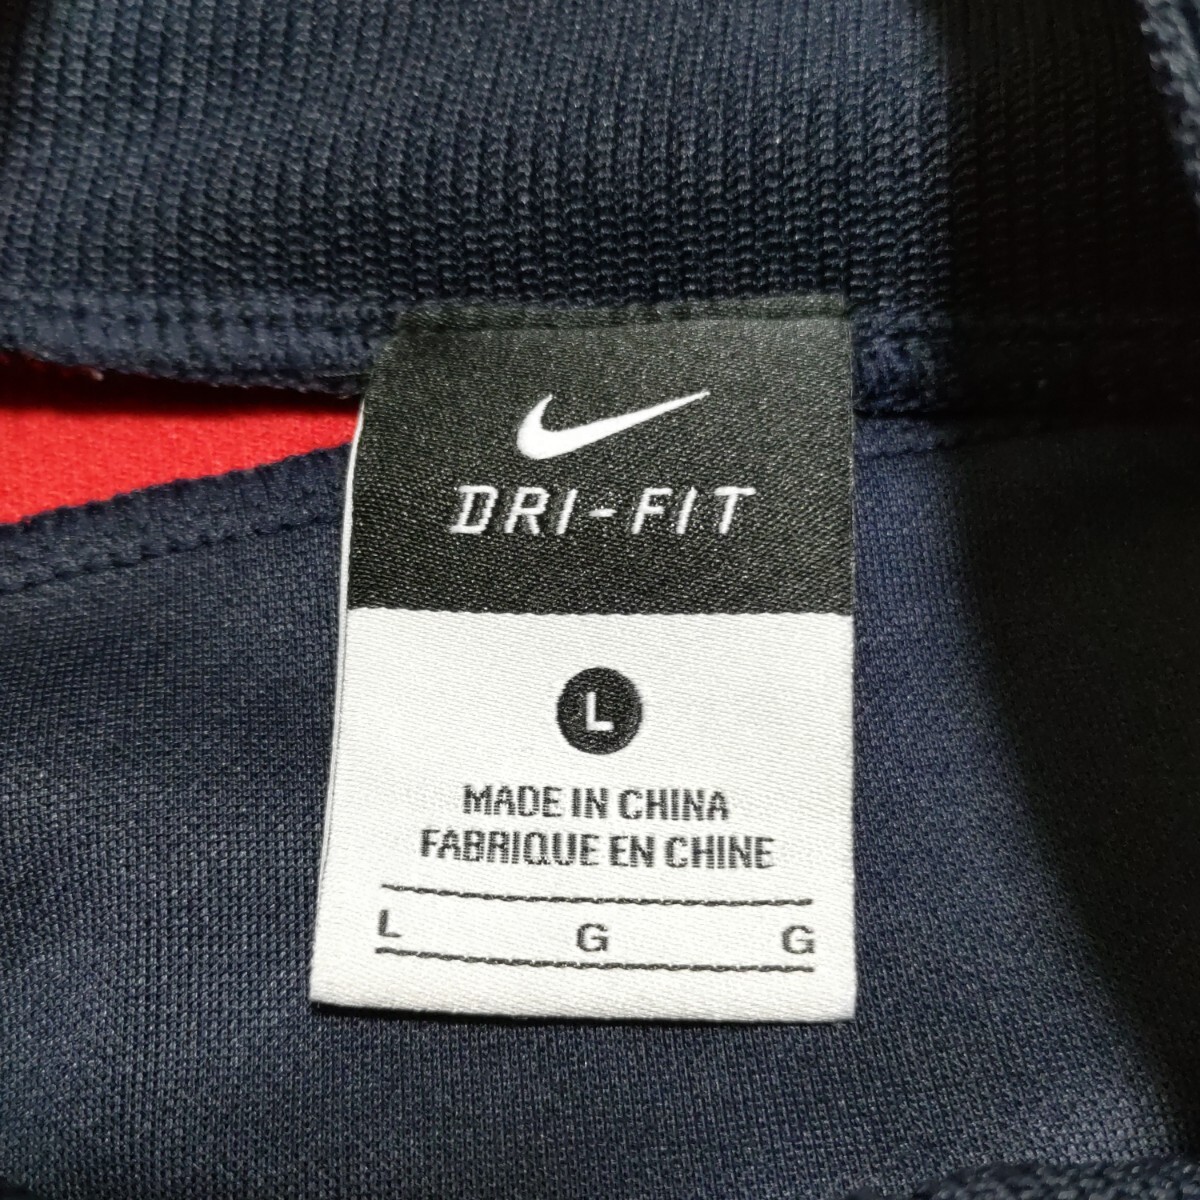 DRI-FIT
L
MADE IN CHINA
FABRIQUE EN CHINE
L G G